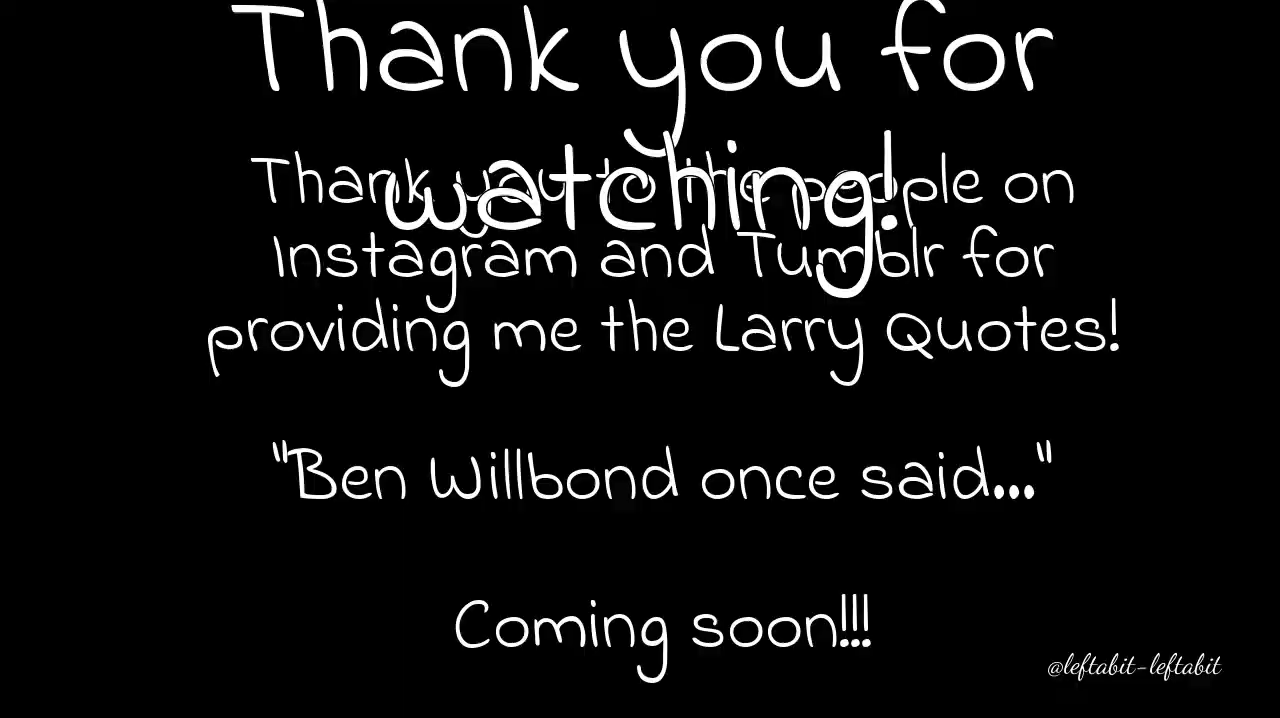 Thank you for
watching!
Thank you to the people on
Instagram and Tumblr for
providing me the Larry Quotes!
"Ben Willbond once said..."
Coming soon!!!
@leftabit-leftabit